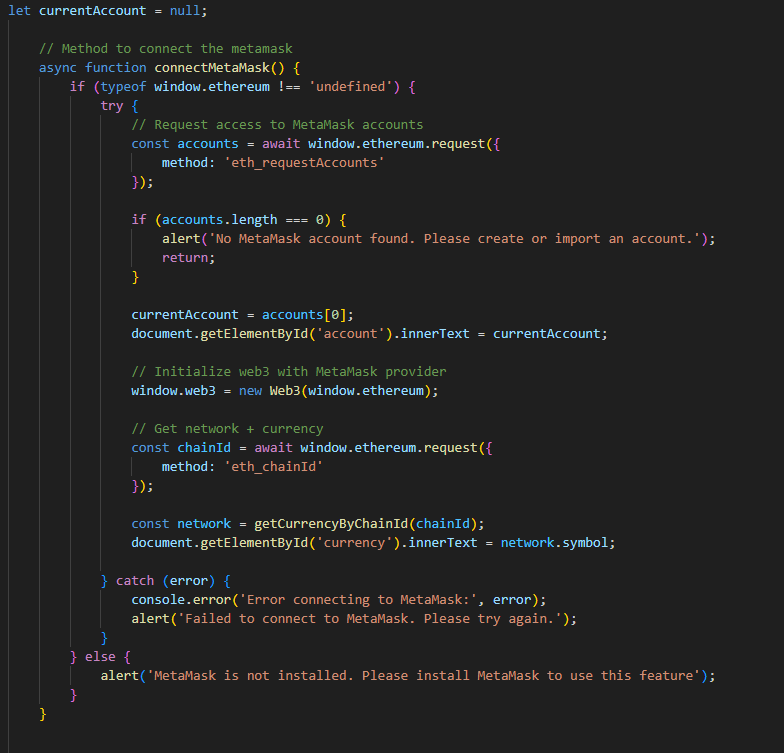 let currentAccount = null;
// Method to connect the metamask
async function connectMetaMask() {
if (typeof window.ethereum !== 'undefined') {
try {
// Request access to MetaMask accounts
const accounts = await window.ethereum.request({
method: 'eth_requestAccounts'
});
if (accounts.length === 0) {
alert('No MetaMask account found. Please create or import an account.');
return;
}
currentAccount = accounts[0];
document.getElementById('account').innerText = currentAccount;
// Initialize web3 with MetaMask provider
window.web3 = new Web3(window.ethereum);
// Get network + currency
const chainId = await window.ethereum.request({
method: 'eth_chainId'
});
const network = getCurrencyByChainId(chainId);
document.getElementById('currency').innerText = network.symbol;
} catch (error) {
console.error('Error connecting to MetaMask:', error);
alert('Failed to connect to MetaMask. Please try again.');
}
} else {
alert('MetaMask is not installed. Please install MetaMask to use this feature');
}
}